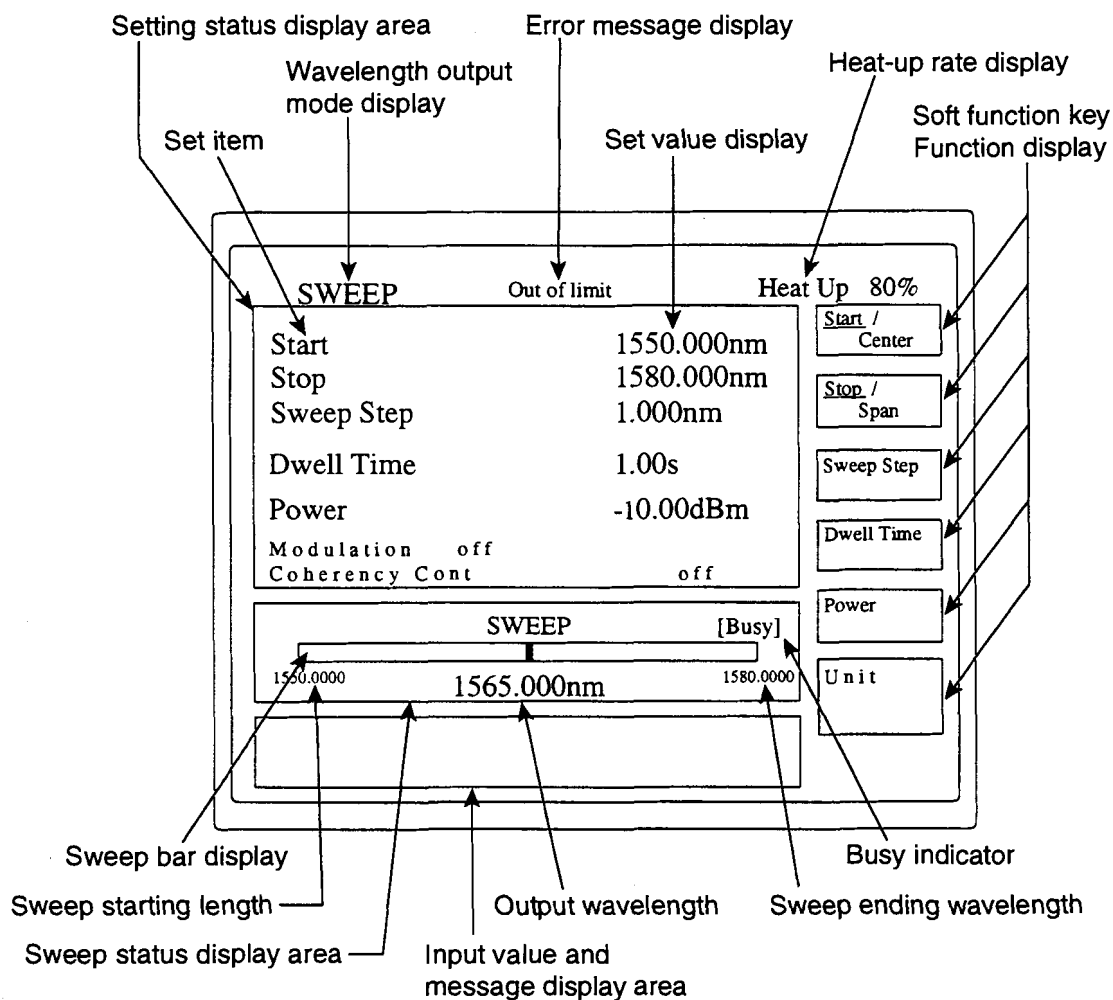 Setting status display area
Error message display
Wavelength output
mode display
Heat-up rate display
Set item
Set value display
Soft function key
Function display
SWEEP
Out of limit
Heat Up 80%
Start 1550.000nm
Stop 1580.000nm
Sweep Step 1.000nm
Dwell Time 1.00s
Power -10.00dBm
Modulation off
Coherency Cont off
Start /
Center
Stop /
Span
Sweep Step
Dwell Time
Power
Unit
SWEEP [Busy]
1550.0000 1565.000nm 1580.0000
Sweep bar display
Busy indicator
Sweep starting length
Output wavelength
Sweep ending wavelength
Sweep status display area
Input value and
message display area